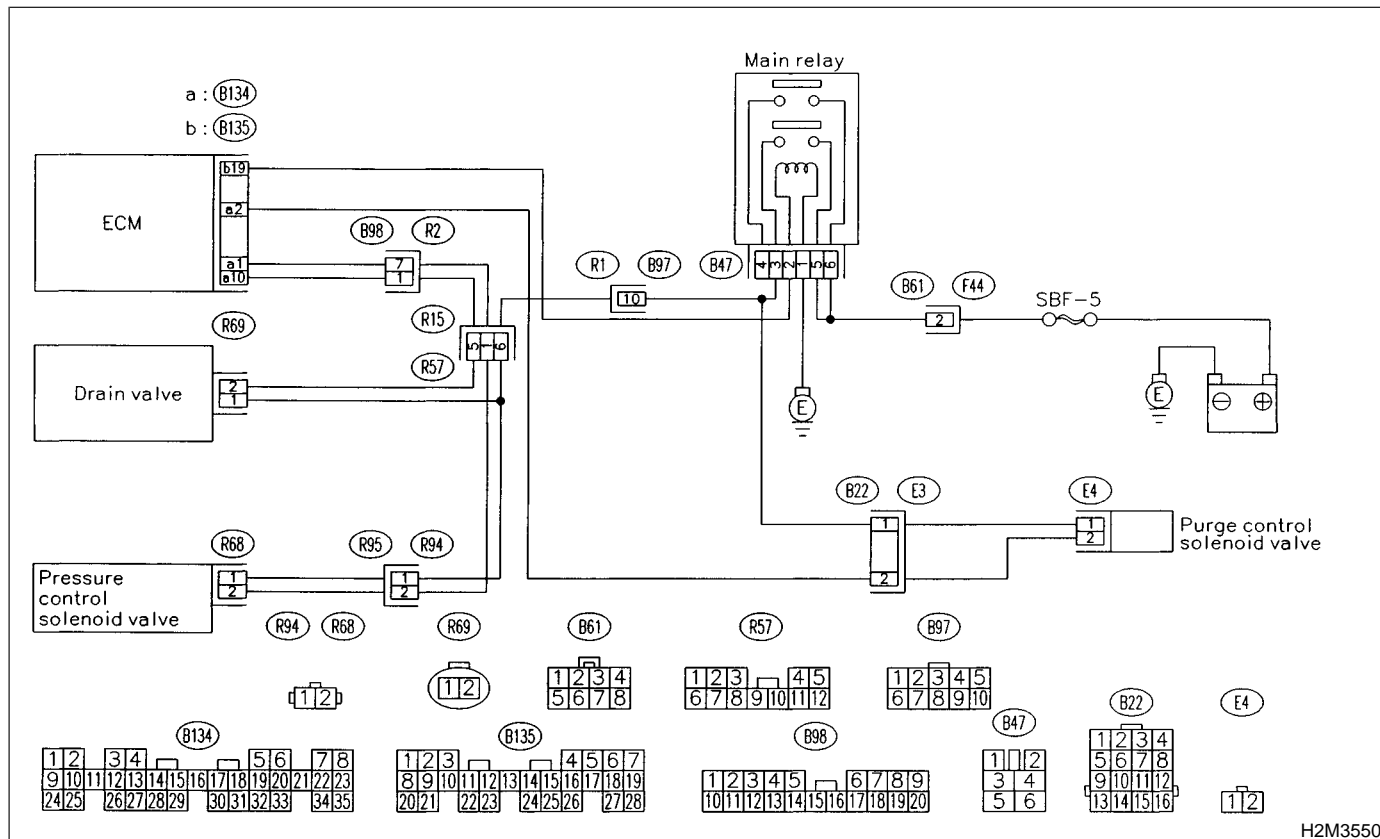 Main relay
a : B134
b : B135
ECM
b19
a2
a1
a10
B98 R2
7
1
R1 B97 B47
10
4 3 2 1 5 6
B61 F44
2
SBF-5
E
E
R69
R15
5 1 6
R57
Drain valve
2
1
B22 E3
1
2
E4
1
2
Purge control
solenoid valve
R68
1
2
R95 R94
1
2
Pressure
control
solenoid valve
R94 R68
1 2
R69
1 2
B61
1 2 3 4
5 6 7 8
R57
1 2 3 4 5
6 7 8 9 10 11 12
B97
1 2 3 4 5
6 7 8 9 10
B134
1 2 3 4 5 6 7 8
9 10 11 12 13 14 15 16 17 18 19 20 21 22 23
24 25 26 27 28 29 30 31 32 33 34 35
B135
1 2 3 4 5 6 7
8 9 10 11 12 13 14 15 16 17 18 19
20 21 22 23 24 25 26 27 28
B98
1 2 3 4 5 6 7 8 9
10 11 12 13 14 15 16 17 18 19 20
B47
1 2
3 4
5 6
B22
1 2 3 4
5 6 7 8
9 10 11 12
13 14 15 16
E4
1 2
H2M3550